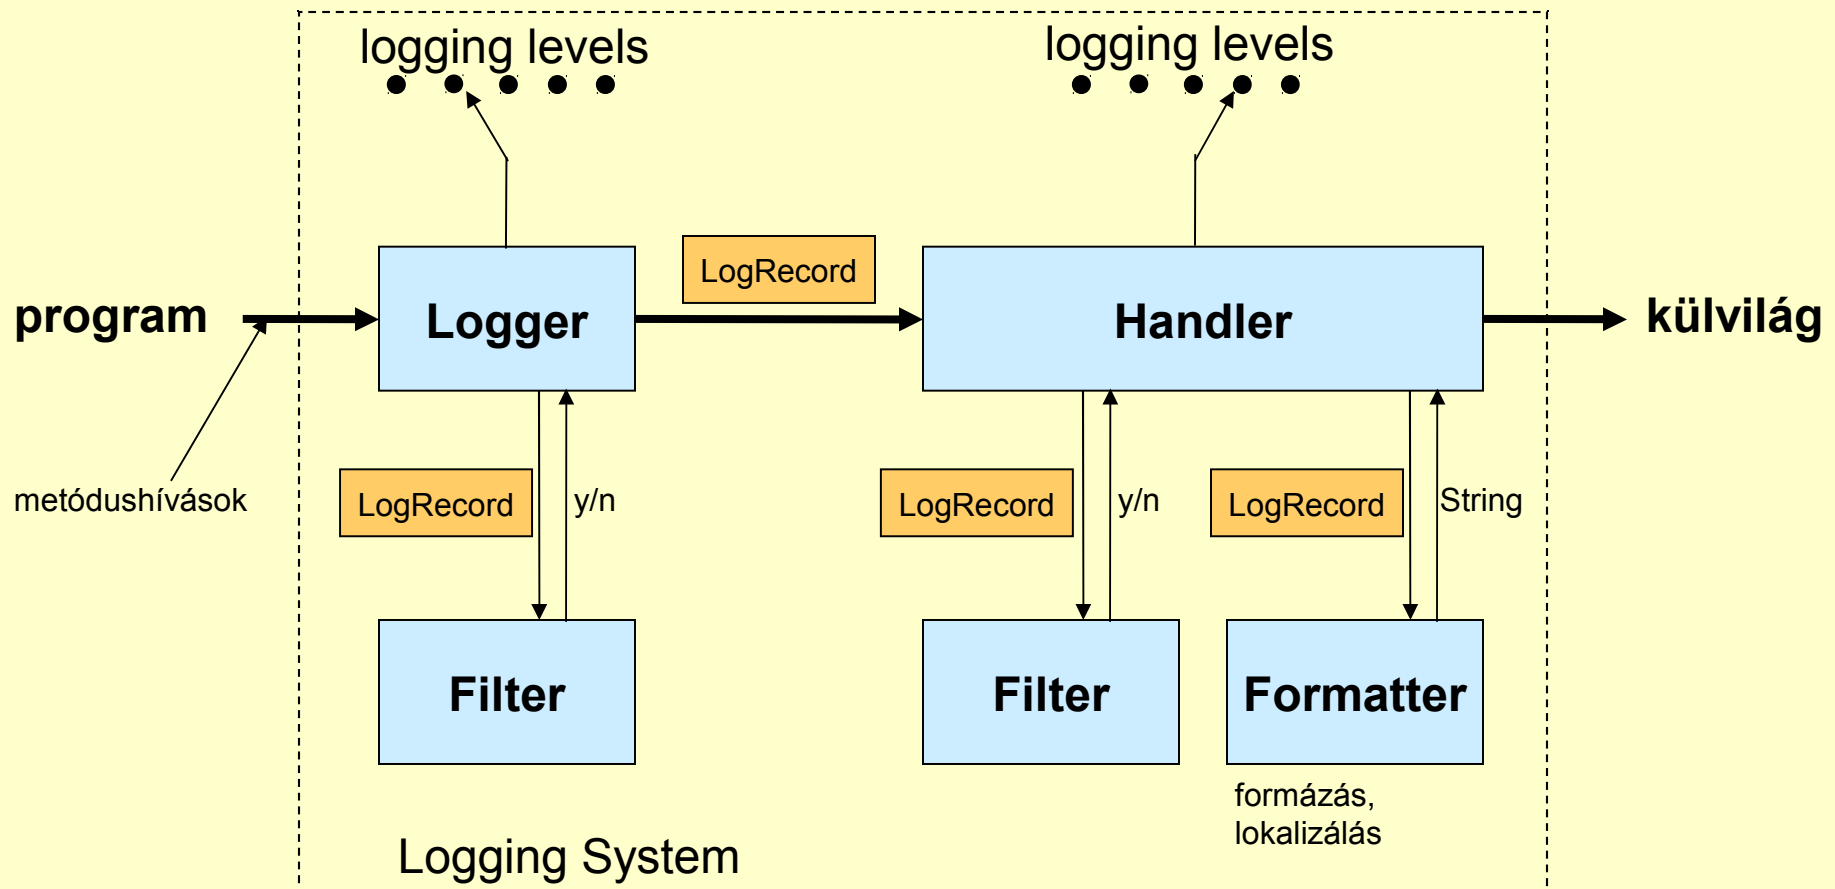 logging levels
logging levels
LogRecord
program
Logger
Handler
külvilág
metódushívások
LogRecord
y/n
LogRecord
y/n
LogRecord
String
Filter
Filter
Formatter
formázás,
lokalizálás
Logging System